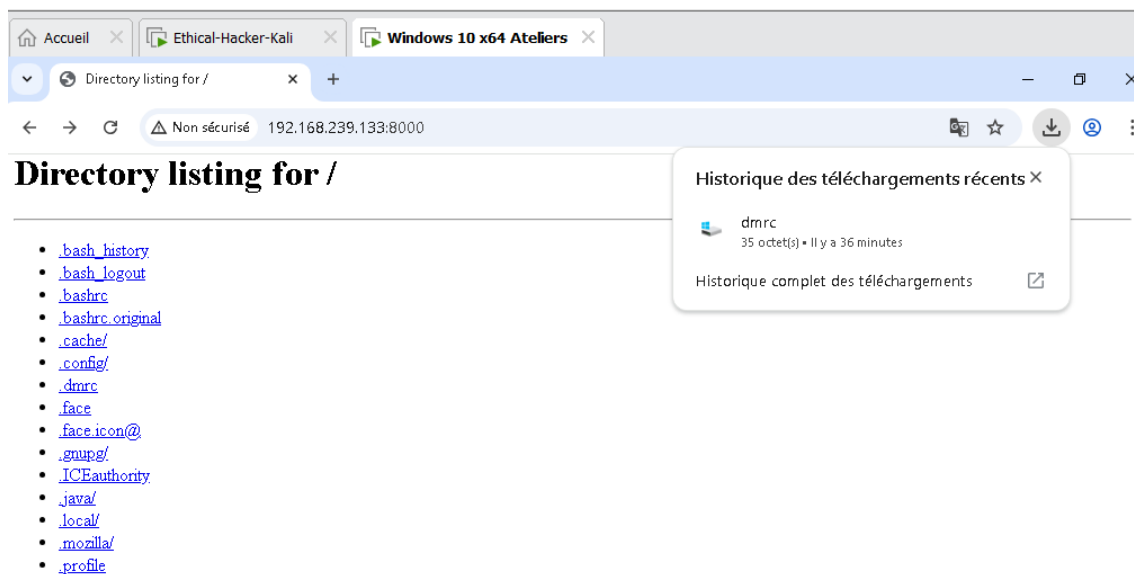 Accueil
Ethical-Hacker-Kali
Windows 10 x64 Ateliers
Directory listing for /
Non sécurisé 192.168.239.133:8000
Directory listing for /
Historique des téléchargements récents
dmrc
35 octet(s) • Il y a 36 minutes
Historique complet des téléchargements
.bash_history
.bash_logout
.bashrc
.bashrc.original
.cache/
.config/
.dmrc
.face
.face.icon@
.gnupg/
.ICEauthority
.java/
.local/
.mozilla/
.profile